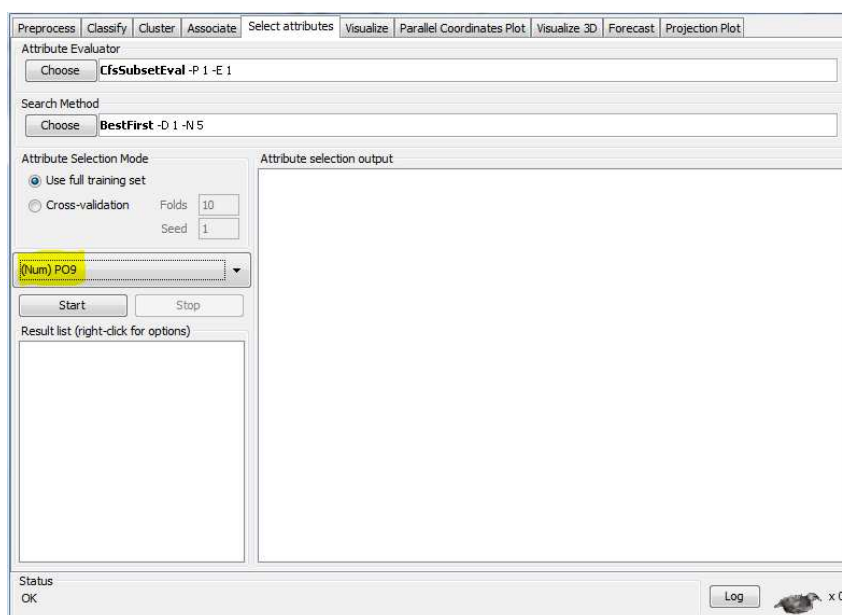 Preprocess Classify Cluster Associate Select attributes Visualize Parallel Coordinates Plot Visualize 3D Forecast Projection Plot
Attribute Evaluator
Choose CfsSubsetEval -P 1 -E 1
Search Method
Choose BestFirst -D 1 -N 5
Attribute Selection Mode
Use full training set
Cross-validation Folds 10
Seed 1
(Num) PO9
Start Stop
Result list (right-click for options)
Attribute selection output
Status
OK
Log x 0